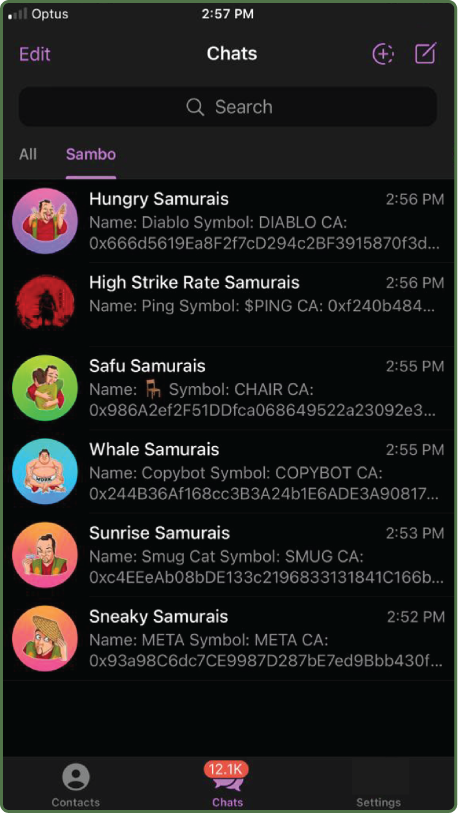 Optus 2:57 PM
Edit Chats
Search
All Sambo
Hungry Samurais 2:56 PM
Name: Diablo Symbol: DIABLO CA:
0x666d5619Ea8F2f7cD294c2BF3915870f3d...
High Strike Rate Samurais 2:56 PM
Name: Ping Symbol: $PING CA: 0xf240b484...
Safu Samurais 2:55 PM
Name: 🪑 Symbol: CHAIR CA:
0x986A2ef2F51DDfca068649522a23092e3...
Whale Samurais 2:55 PM
Name: Copybot Symbol: COPYBOT CA:
0x244B36Af168cc3B3A24b1E6ADE3A90817...
Sunrise Samurais 2:53 PM
Name: Smug Cat Symbol: SMUG CA:
0xc4EEeAb08bDE133c2196833131841C166b...
Sneaky Samurais 2:52 PM
Name: META Symbol: META CA:
0x93a98C6dc7CE9987D287bE7ed9Bbb430f...
12.1K
Contacts Chats Settings